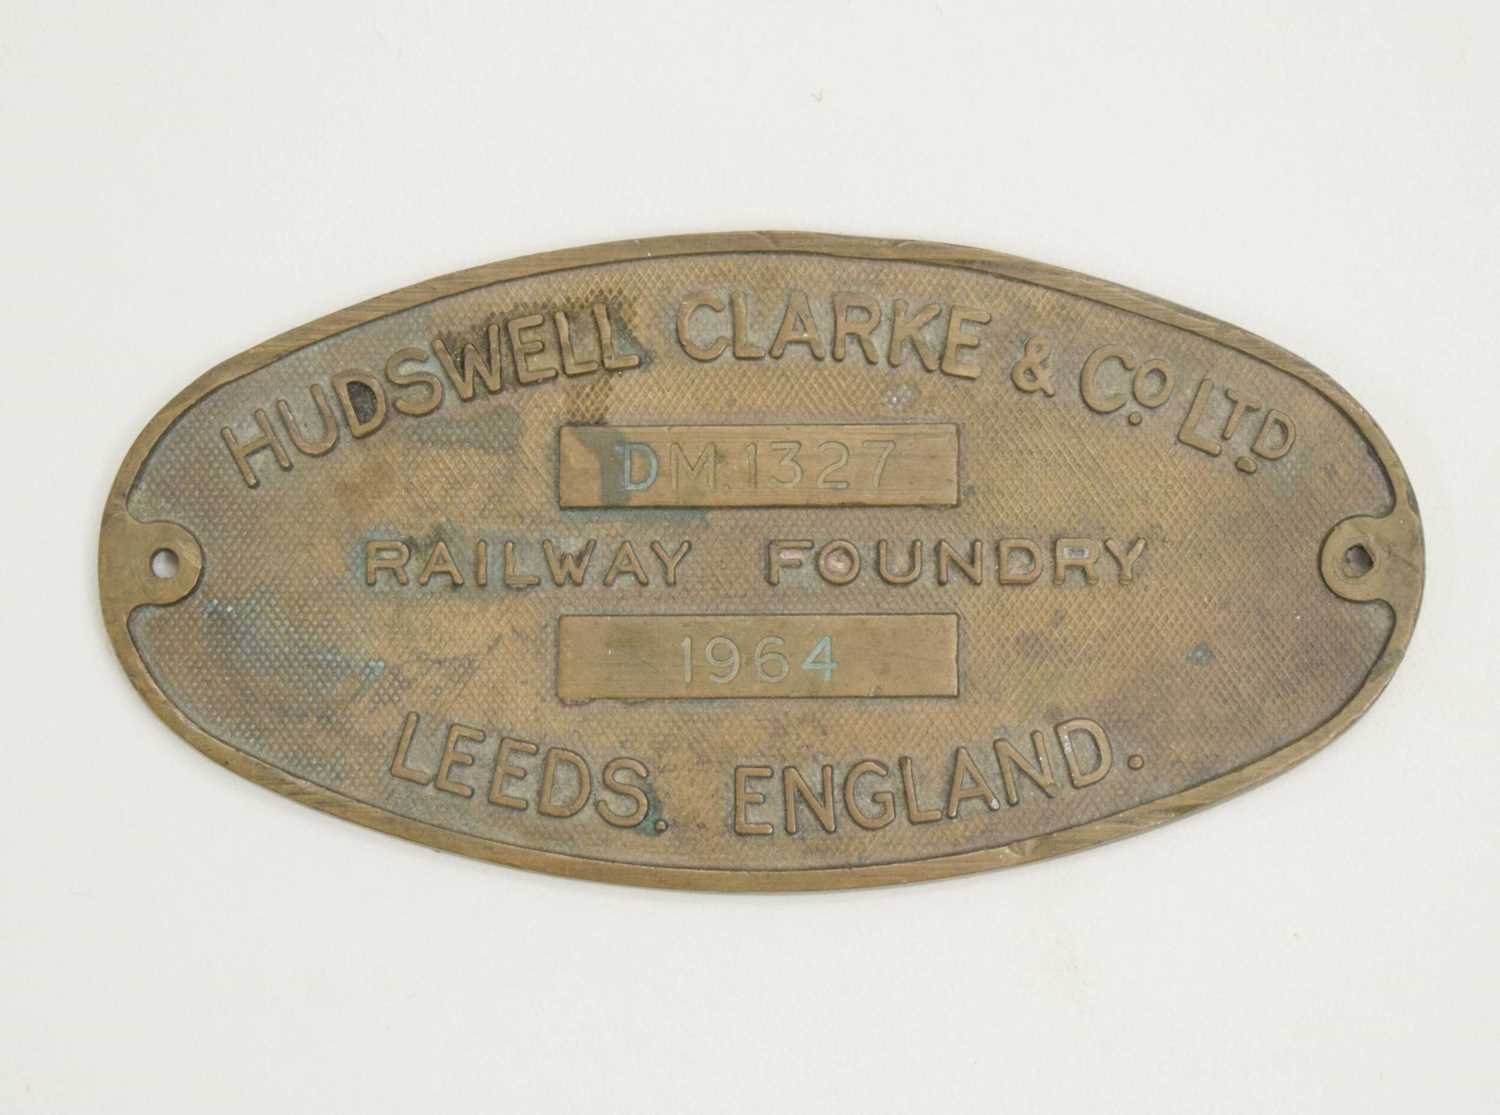 HUDSWELL CLARKE & CO. LTD.
DM.1327
RAILWAY FOUNDRY
1964
LEEDS. ENGLAND.